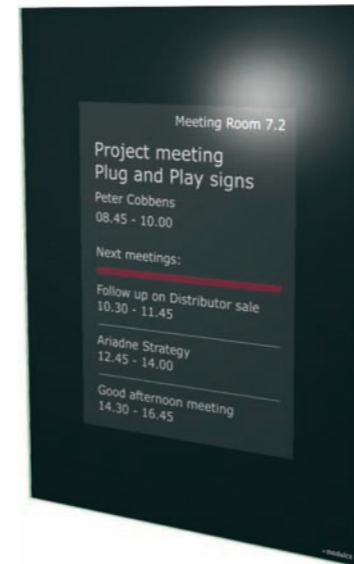 Meeting Room 7.2
Project meeting
Plug and Play signs
Peter Cobbens
08.45 - 10.00
Next meetings:
Follow up on Distributor sale
10.30 - 11.45
Ariadne Strategy
12.45 - 14.00
Good afternoon meeting
14.30 - 16.45
modulex